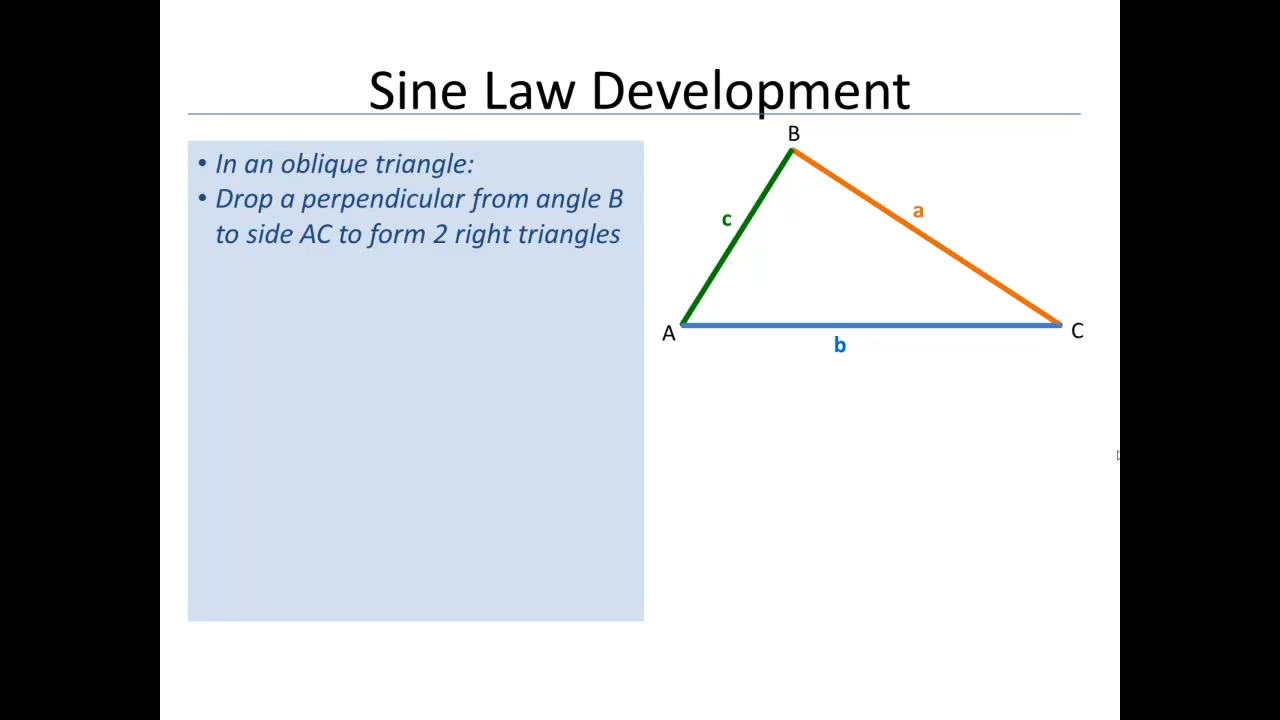 Sine Law Development
• In an oblique triangle:
• Drop a perpendicular from angle B
to side AC to form 2 right triangles
B
c
a
A
C
b